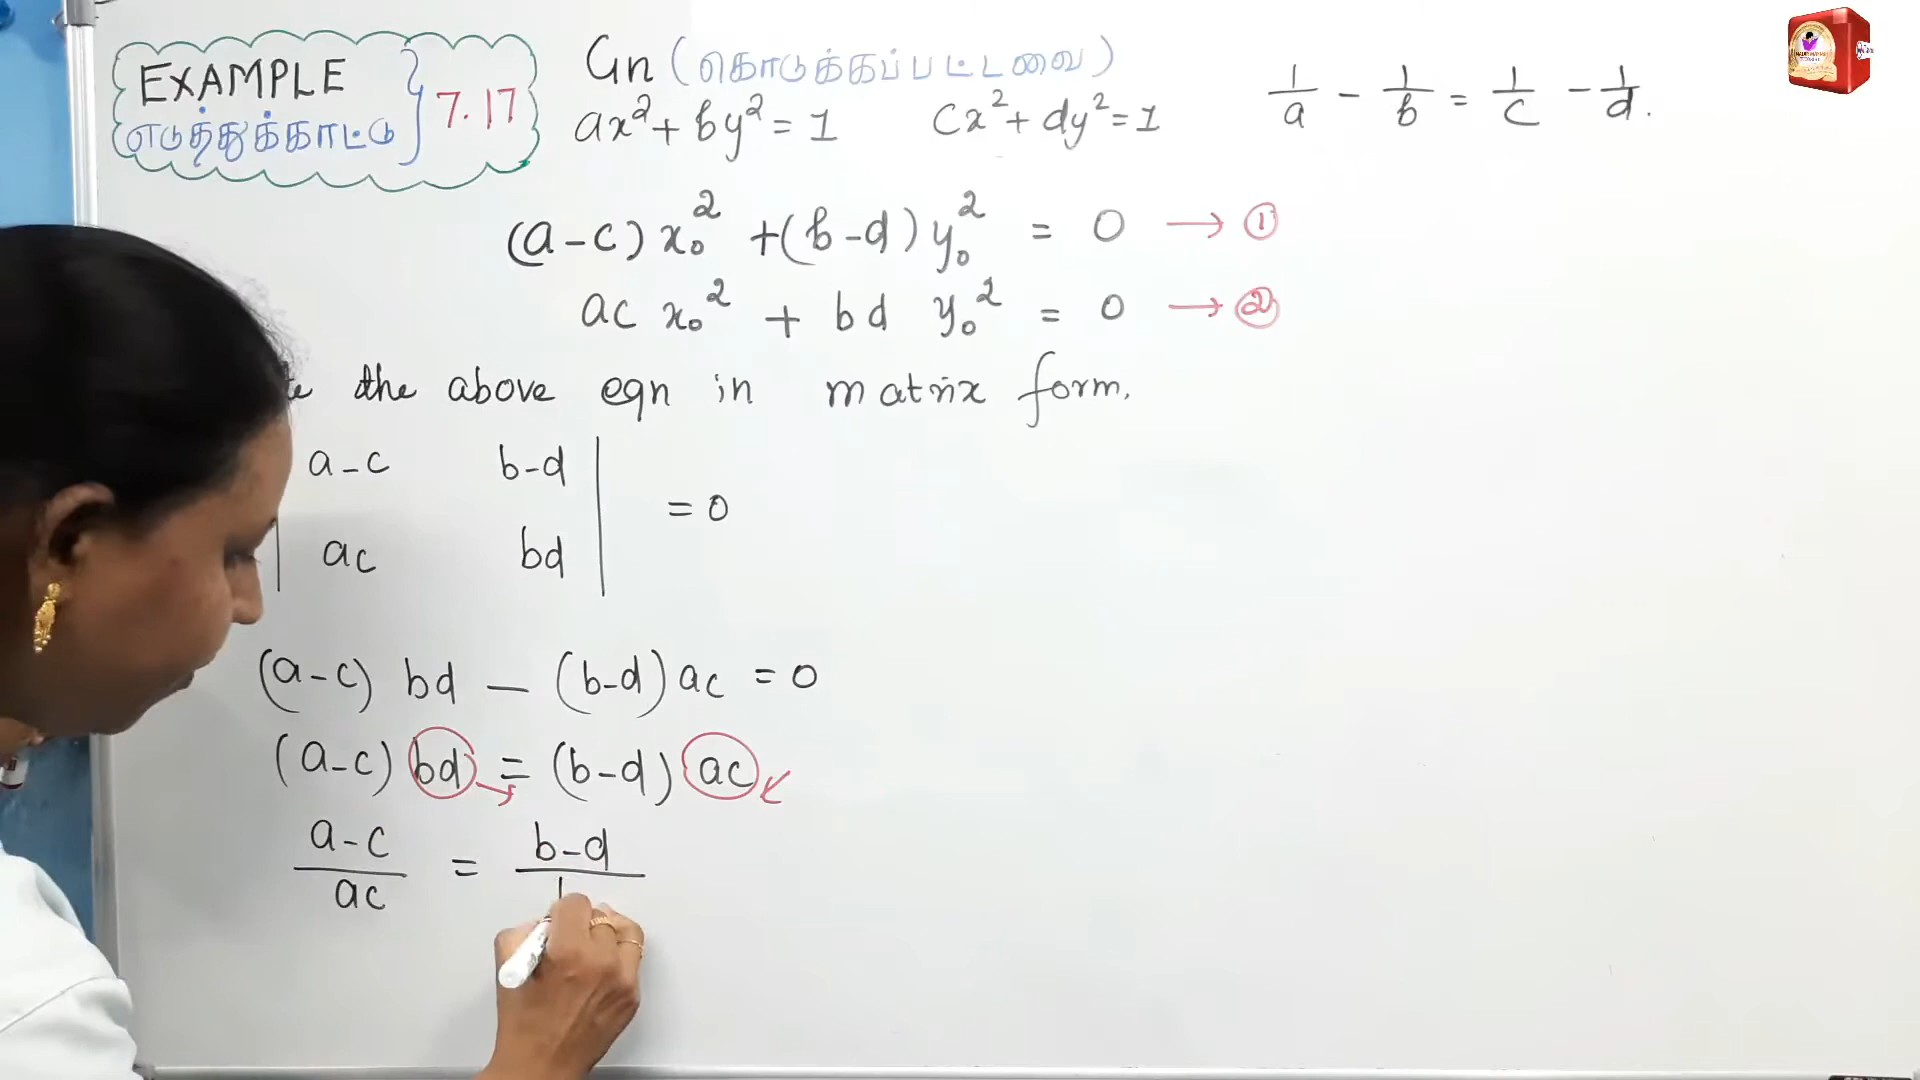 EXAMPLE
எடுத்துக்காட்டு
7.17
Gn (கொடுக்கப்பட்டவை)
ax²+by²=1 cx²+dy²=1 1/a - 1/b = 1/c - 1/d.
(a-c) x₀² +(b-d) y₀² = 0 → ①
ac x₀² + bd y₀² = 0 → ②
the above eqn in matrix form.
a-c b-d
= 0
ac bd
(a-c) bd — (b-d) ac = 0
(a-c) bd = (b-d) ac
a-c / ac = b-d /